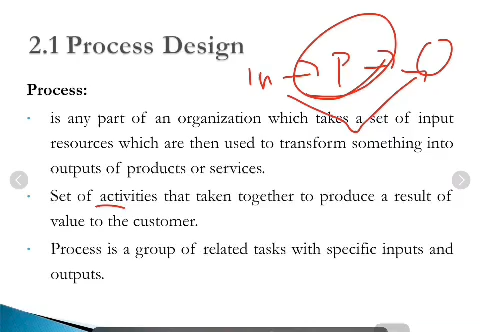 2.1 Process Design
In → P → O
Process:
• is any part of an organization which takes a set of input
resources which are then used to transform something into
outputs of products or services.
• Set of activities that taken together to produce a result of
value to the customer.
• Process is a group of related tasks with specific inputs and
outputs.